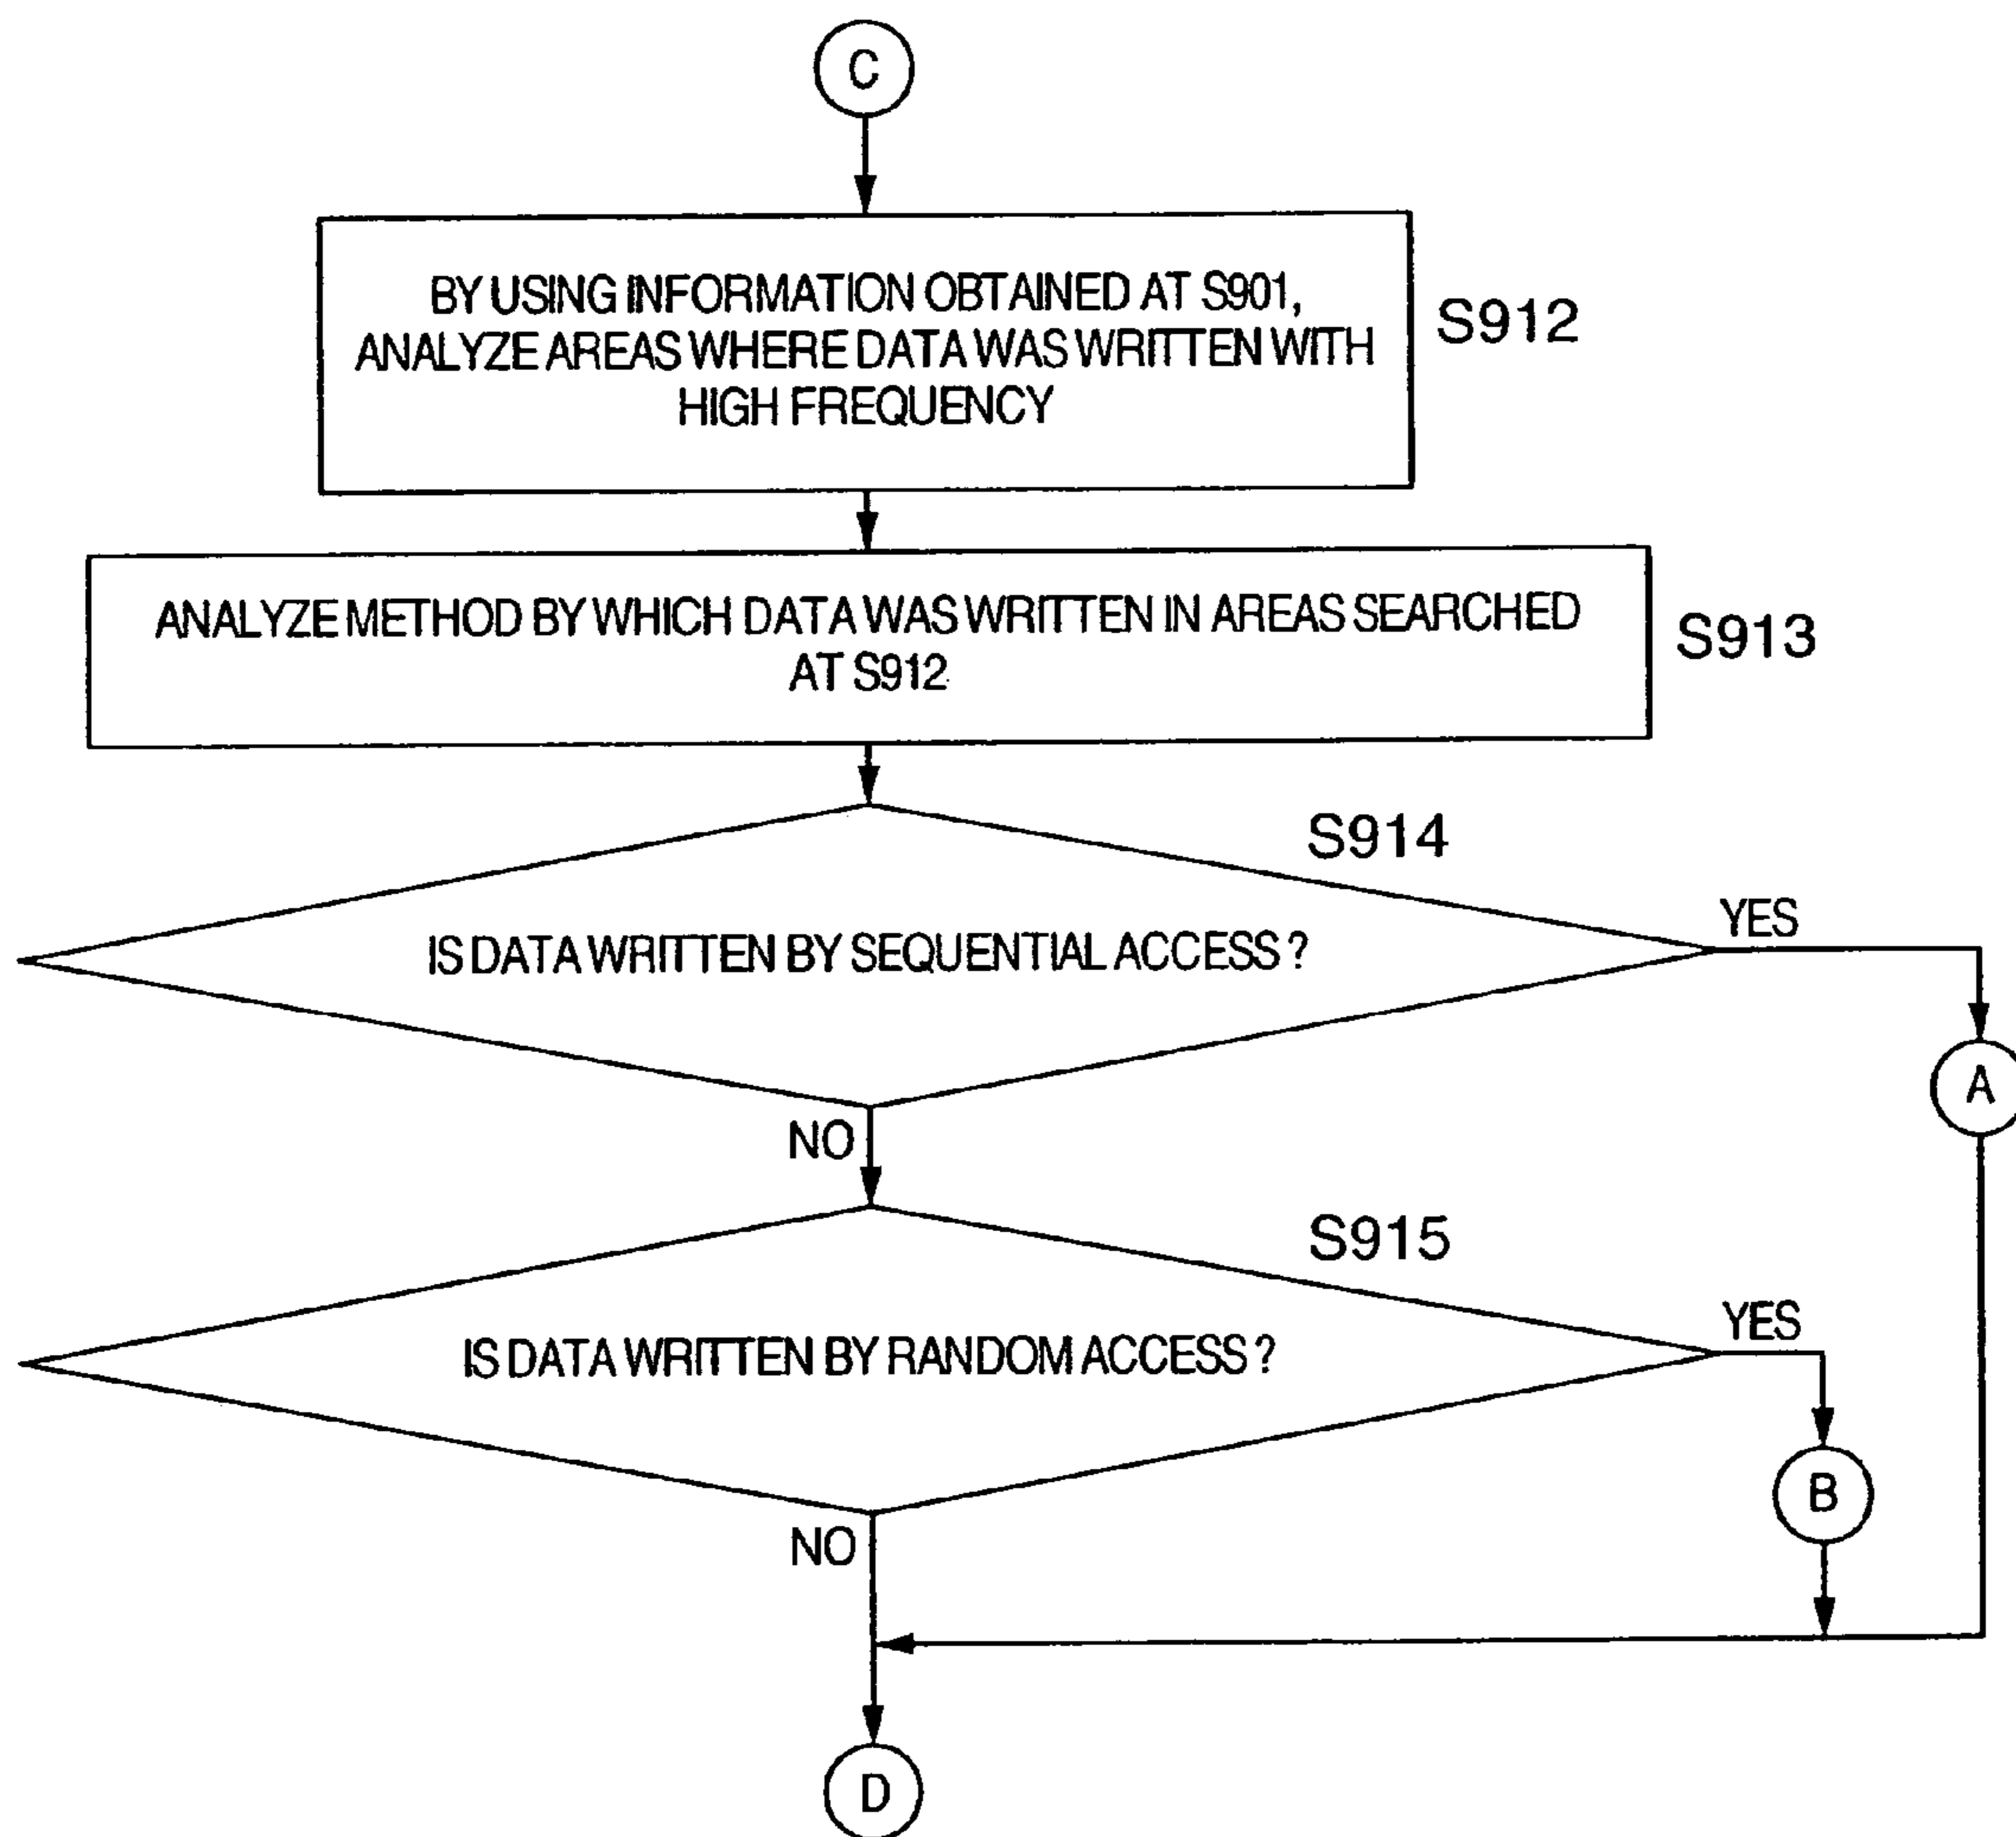 C
BY USING INFORMATION OBTAINED AT S901,
ANALYZE AREAS WHERE DATA WAS WRITTEN WITH
HIGH FREQUENCY
S912
ANALYZE METHOD BY WHICH DATA WAS WRITTEN IN AREAS SEARCHED
AT S912
S913
S914
IS DATA WRITTEN BY SEQUENTIAL ACCESS ?
YES
A
NO
S915
IS DATA WRITTEN BY RANDOM ACCESS ?
YES
B
NO
D